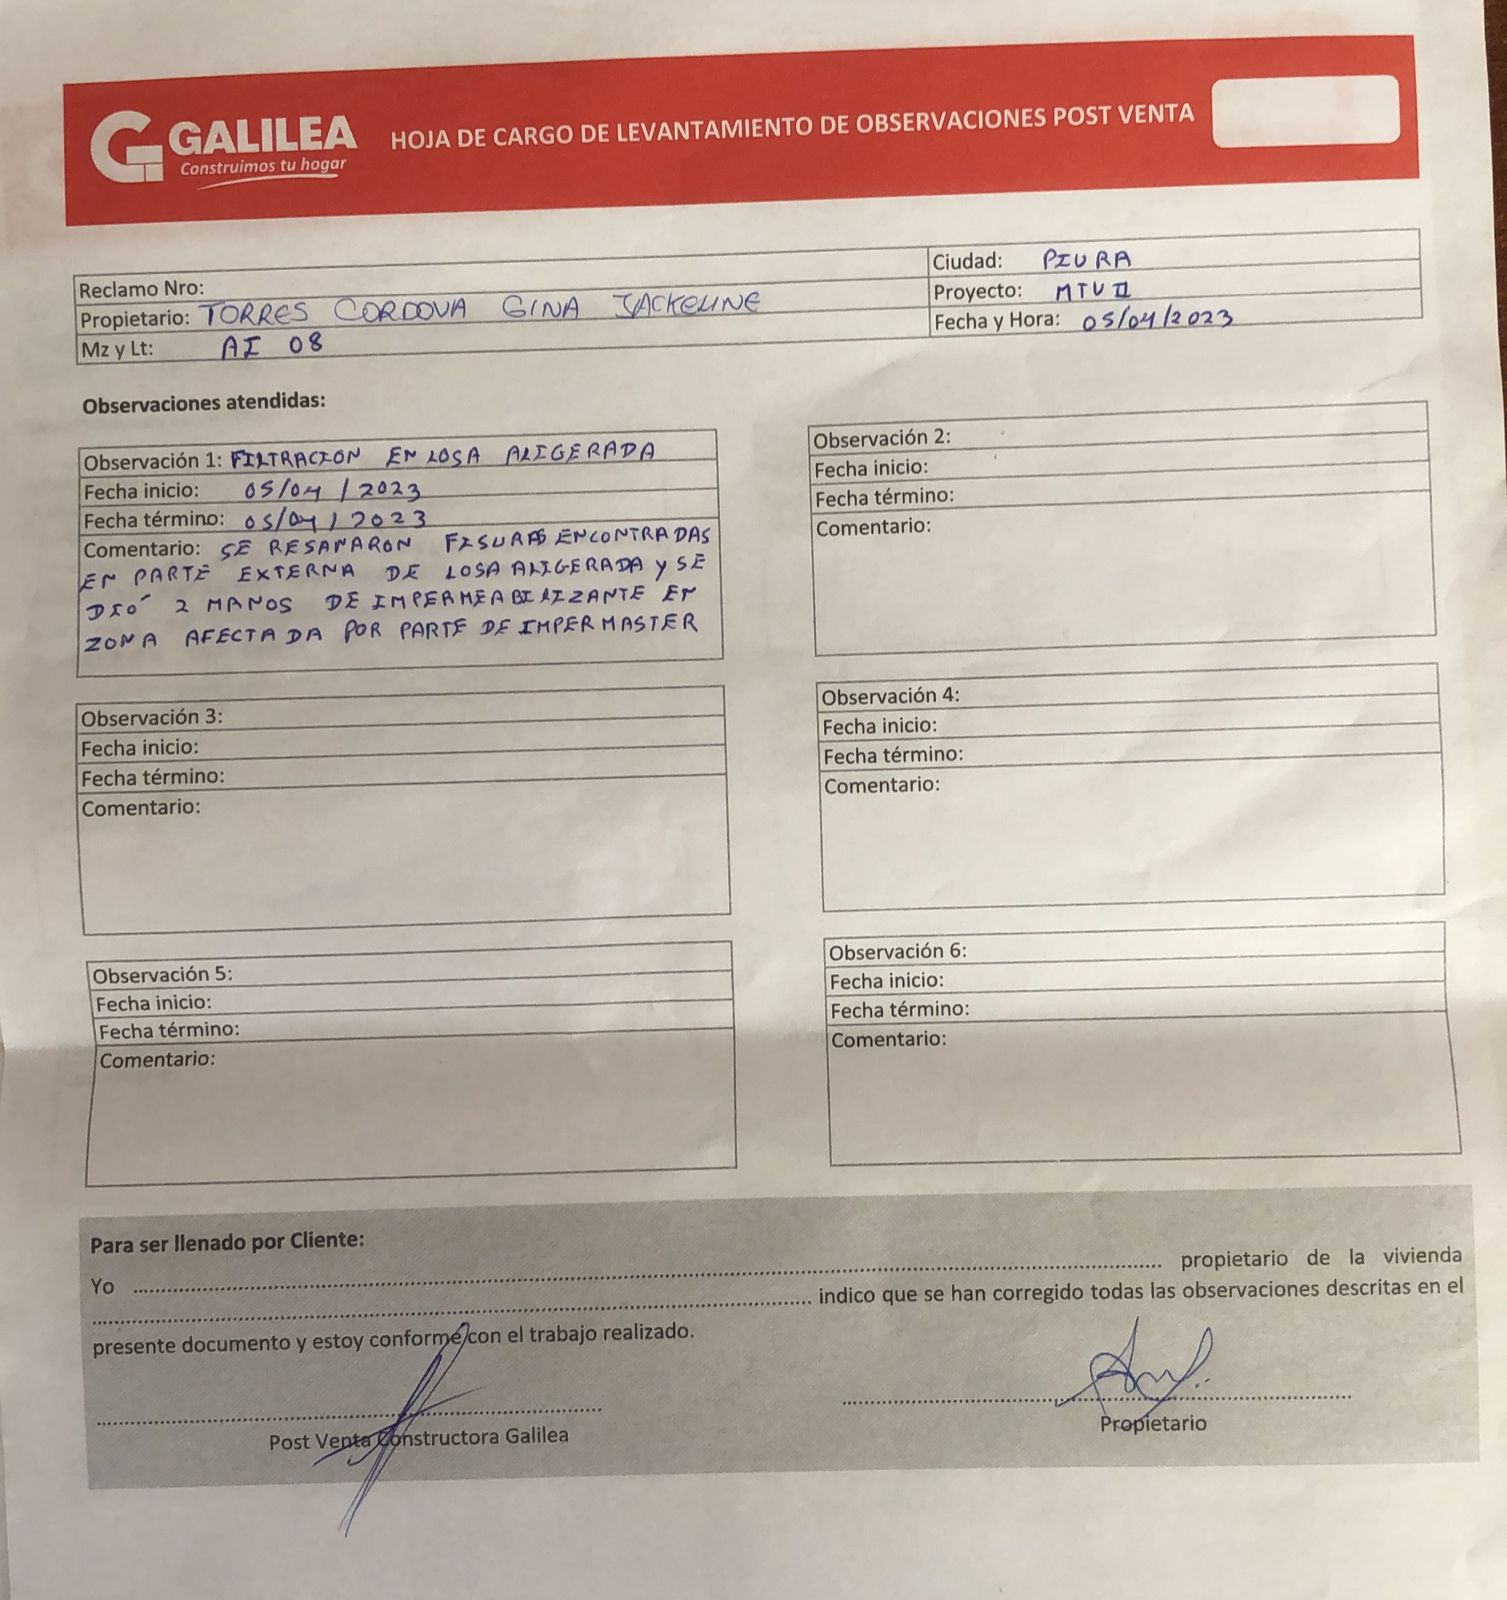 GALILEA
Construimos tu hogar
HOJA DE CARGO DE LEVANTAMIENTO DE OBSERVACIONES POST VENTA
Reclamo Nro:
Propietario: TORRES CORDOVA GINA JACKELINE
Mz y Lt: AI 08
Ciudad: PIURA
Proyecto: MTV II
Fecha y Hora: 05/04/2023
Observaciones atendidas:
Observación 1: FILTRACION EN LOSA ALIGERADA
Fecha inicio: 05/04/2023
Fecha término: 05/04/2023
Comentario: SE RESANARON FISURAS ENCONTRADAS
EN PARTE EXTERNA DE LOSA ALIGERADA Y SE
DIÓ 2 MANOS DE IMPERMEABILIZANTE EN
ZONA AFECTADA POR PARTE DE IMPERMASTER
Observación 2:
Fecha inicio:
Fecha término:
Comentario:
Observación 3:
Fecha inicio:
Fecha término:
Comentario:
Observación 4:
Fecha inicio:
Fecha término:
Comentario:
Observación 5:
Fecha inicio:
Fecha término:
Comentario:
Observación 6:
Fecha inicio:
Fecha término:
Comentario:
Para ser llenado por Cliente:
Yo ........................ propietario de la vivienda
........................ indico que se han corregido todas las observaciones descritas en el
presente documento y estoy conforme con el trabajo realizado.
Post Venta Constructora Galilea
Propietario